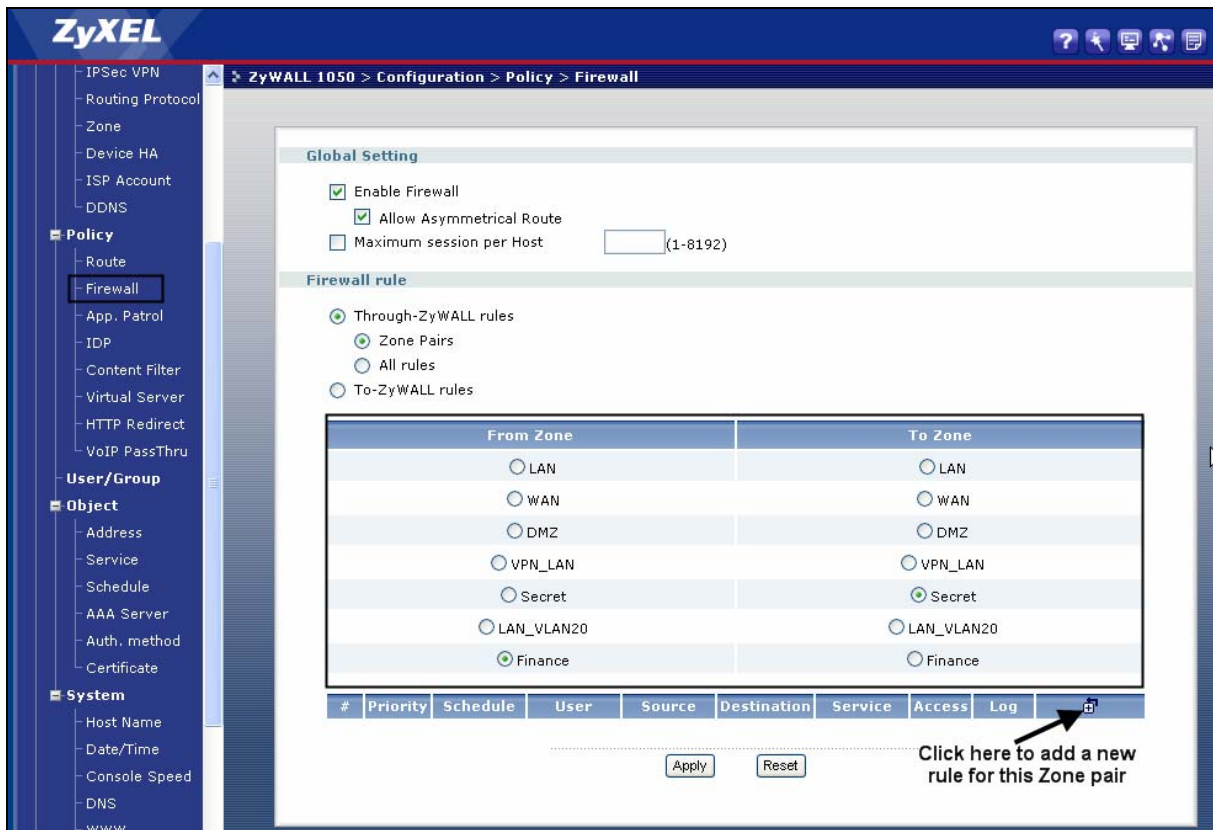 ZyXEL
IPSec VPN
Routing Protocol
Zone
Device HA
ISP Account
DDNS
Policy
Route
Firewall
App. Patrol
IDP
Content Filter
Virtual Server
HTTP Redirect
VoIP PassThru
User/Group
Object
Address
Service
Schedule
AAA Server
Auth. method
Certificate
System
Host Name
Date/Time
Console Speed
DNS
WWW
ZyWALL 1050 > Configuration > Policy > Firewall
Global Setting
Enable Firewall
Allow Asymmetrical Route
Maximum session per Host (1-8192)
Firewall rule
Through-ZyWALL rules
Zone Pairs
All rules
To-ZyWALL rules
From Zone To Zone
LAN LAN
WAN WAN
DMZ DMZ
VPN_LAN VPN_LAN
Secret Secret
LAN_VLAN20 LAN_VLAN20
Finance Finance
# Priority Schedule User Source Destination Service Access Log
Click here to add a new
rule for this Zone pair
Apply Reset